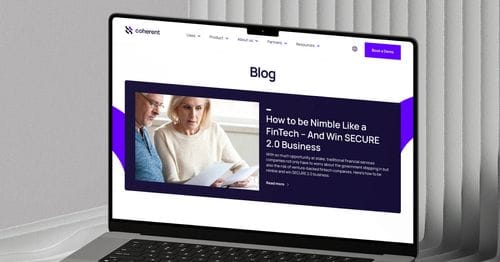 coherent
Uses
Product
About us
Partners
Resources
Book a Demo
Blog
How to be Nimble Like a
FinTech – And Win SECURE
2.0 Business
With so much opportunity at stake, traditional financial services
companies not only have to worry about the government stepping in but
also the risk of venture-backed fintech companies. Here's how to be
nimble and win SECURE 2.0 business.
Read more